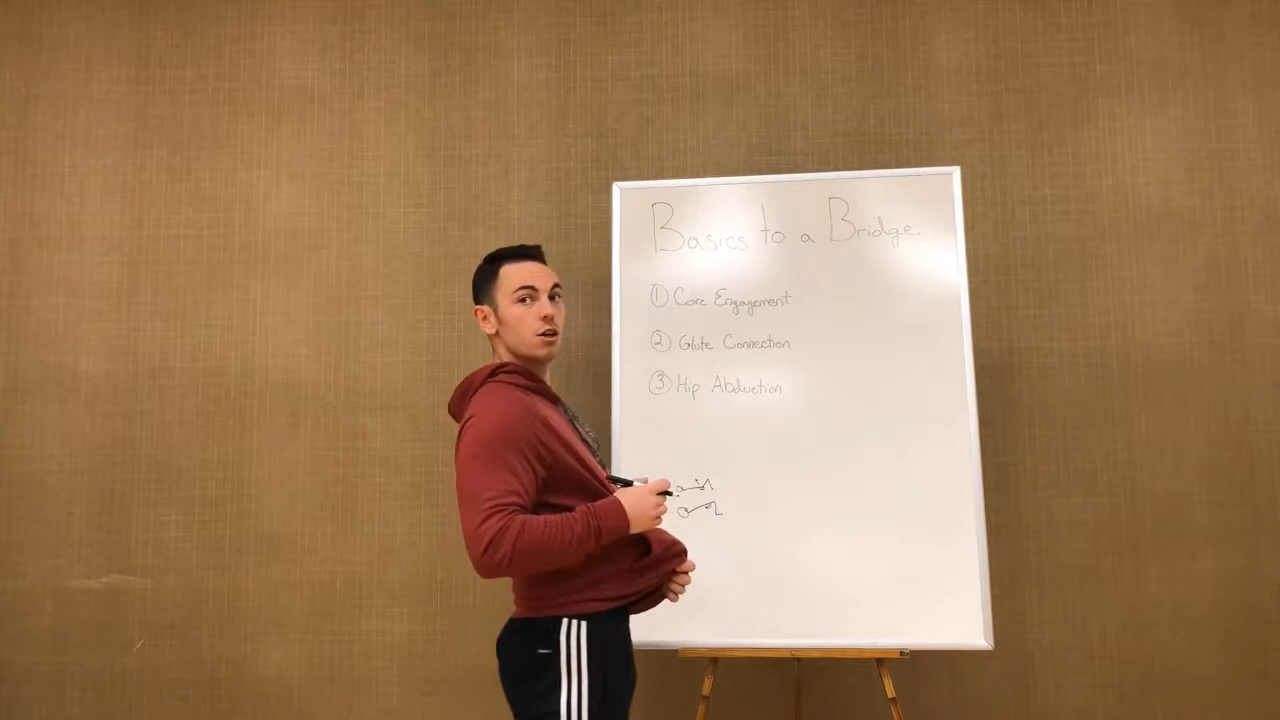 Basics to a Bridge
① Core Engagement
② Glute Connection
③ Hip Abduction